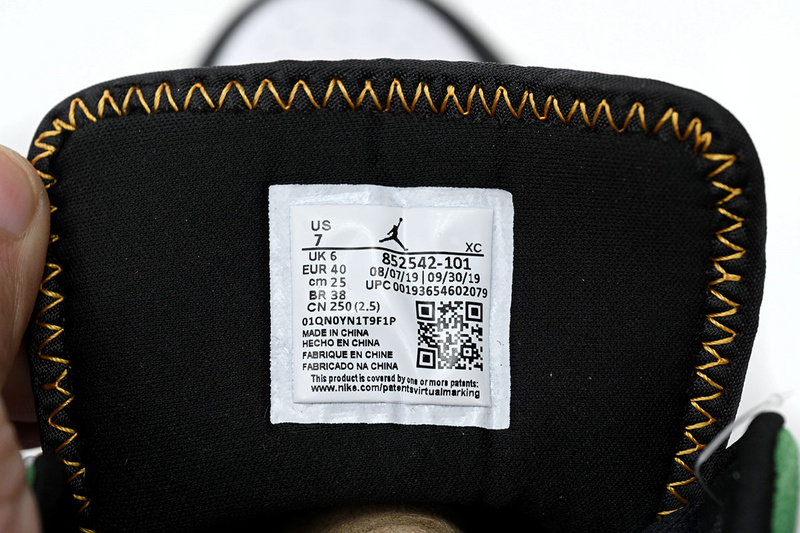 US
7
XC
UK 6
852542-101
EUR 40
08/07/19 | 09/30/19
cm 25
UPC 00193654602079
BR 38
CN 250 (2.5)
01QN0YN1T9F1P
MADE IN CHINA
HECHO EN CHINA
FABRIQUE EN CHINE
FABRICADO NA CHINA
This product is covered by one or more patents:
www.nike.com/patentsvirtualmarking